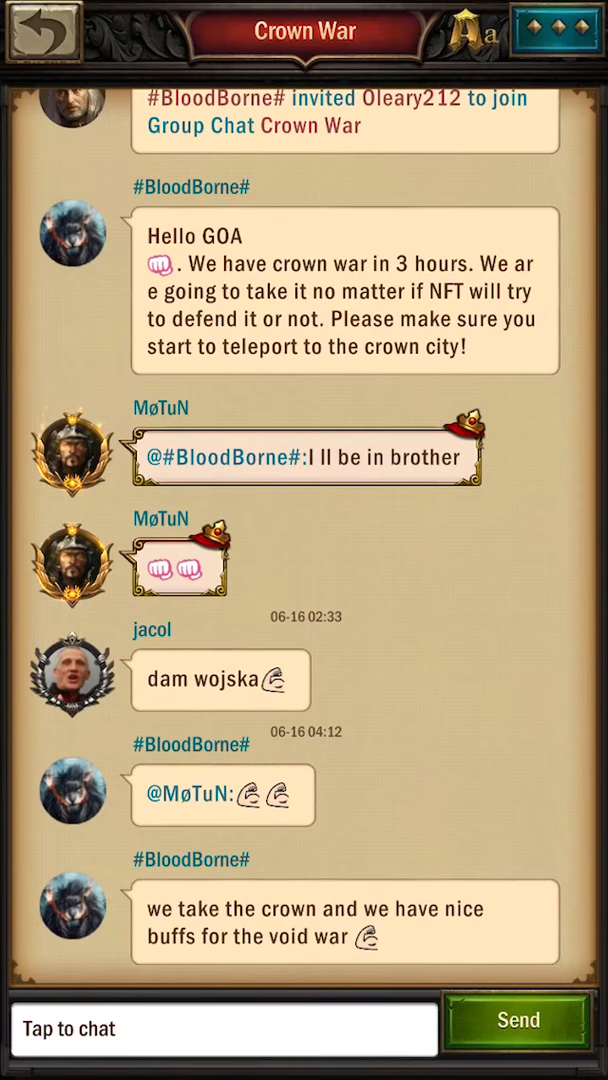 Crown War
Aa
#BloodBorne# invited Oleary212 to join
Group Chat Crown War
#BloodBorne#
Hello GOA
👊. We have crown war in 3 hours. We ar
e going to take it no matter if NFT will try
to defend it or not. Please make sure you
start to teleport to the crown city!
MøTuN
@#BloodBorne#:I ll be in brother
MøTuN
👊👊
06-16 02:33
jacol
dam wojska💪
06-16 04:12
#BloodBorne#
@MøTuN:💪💪
#BloodBorne#
we take the crown and we have nice
buffs for the void war 💪
Tap to chat
Send